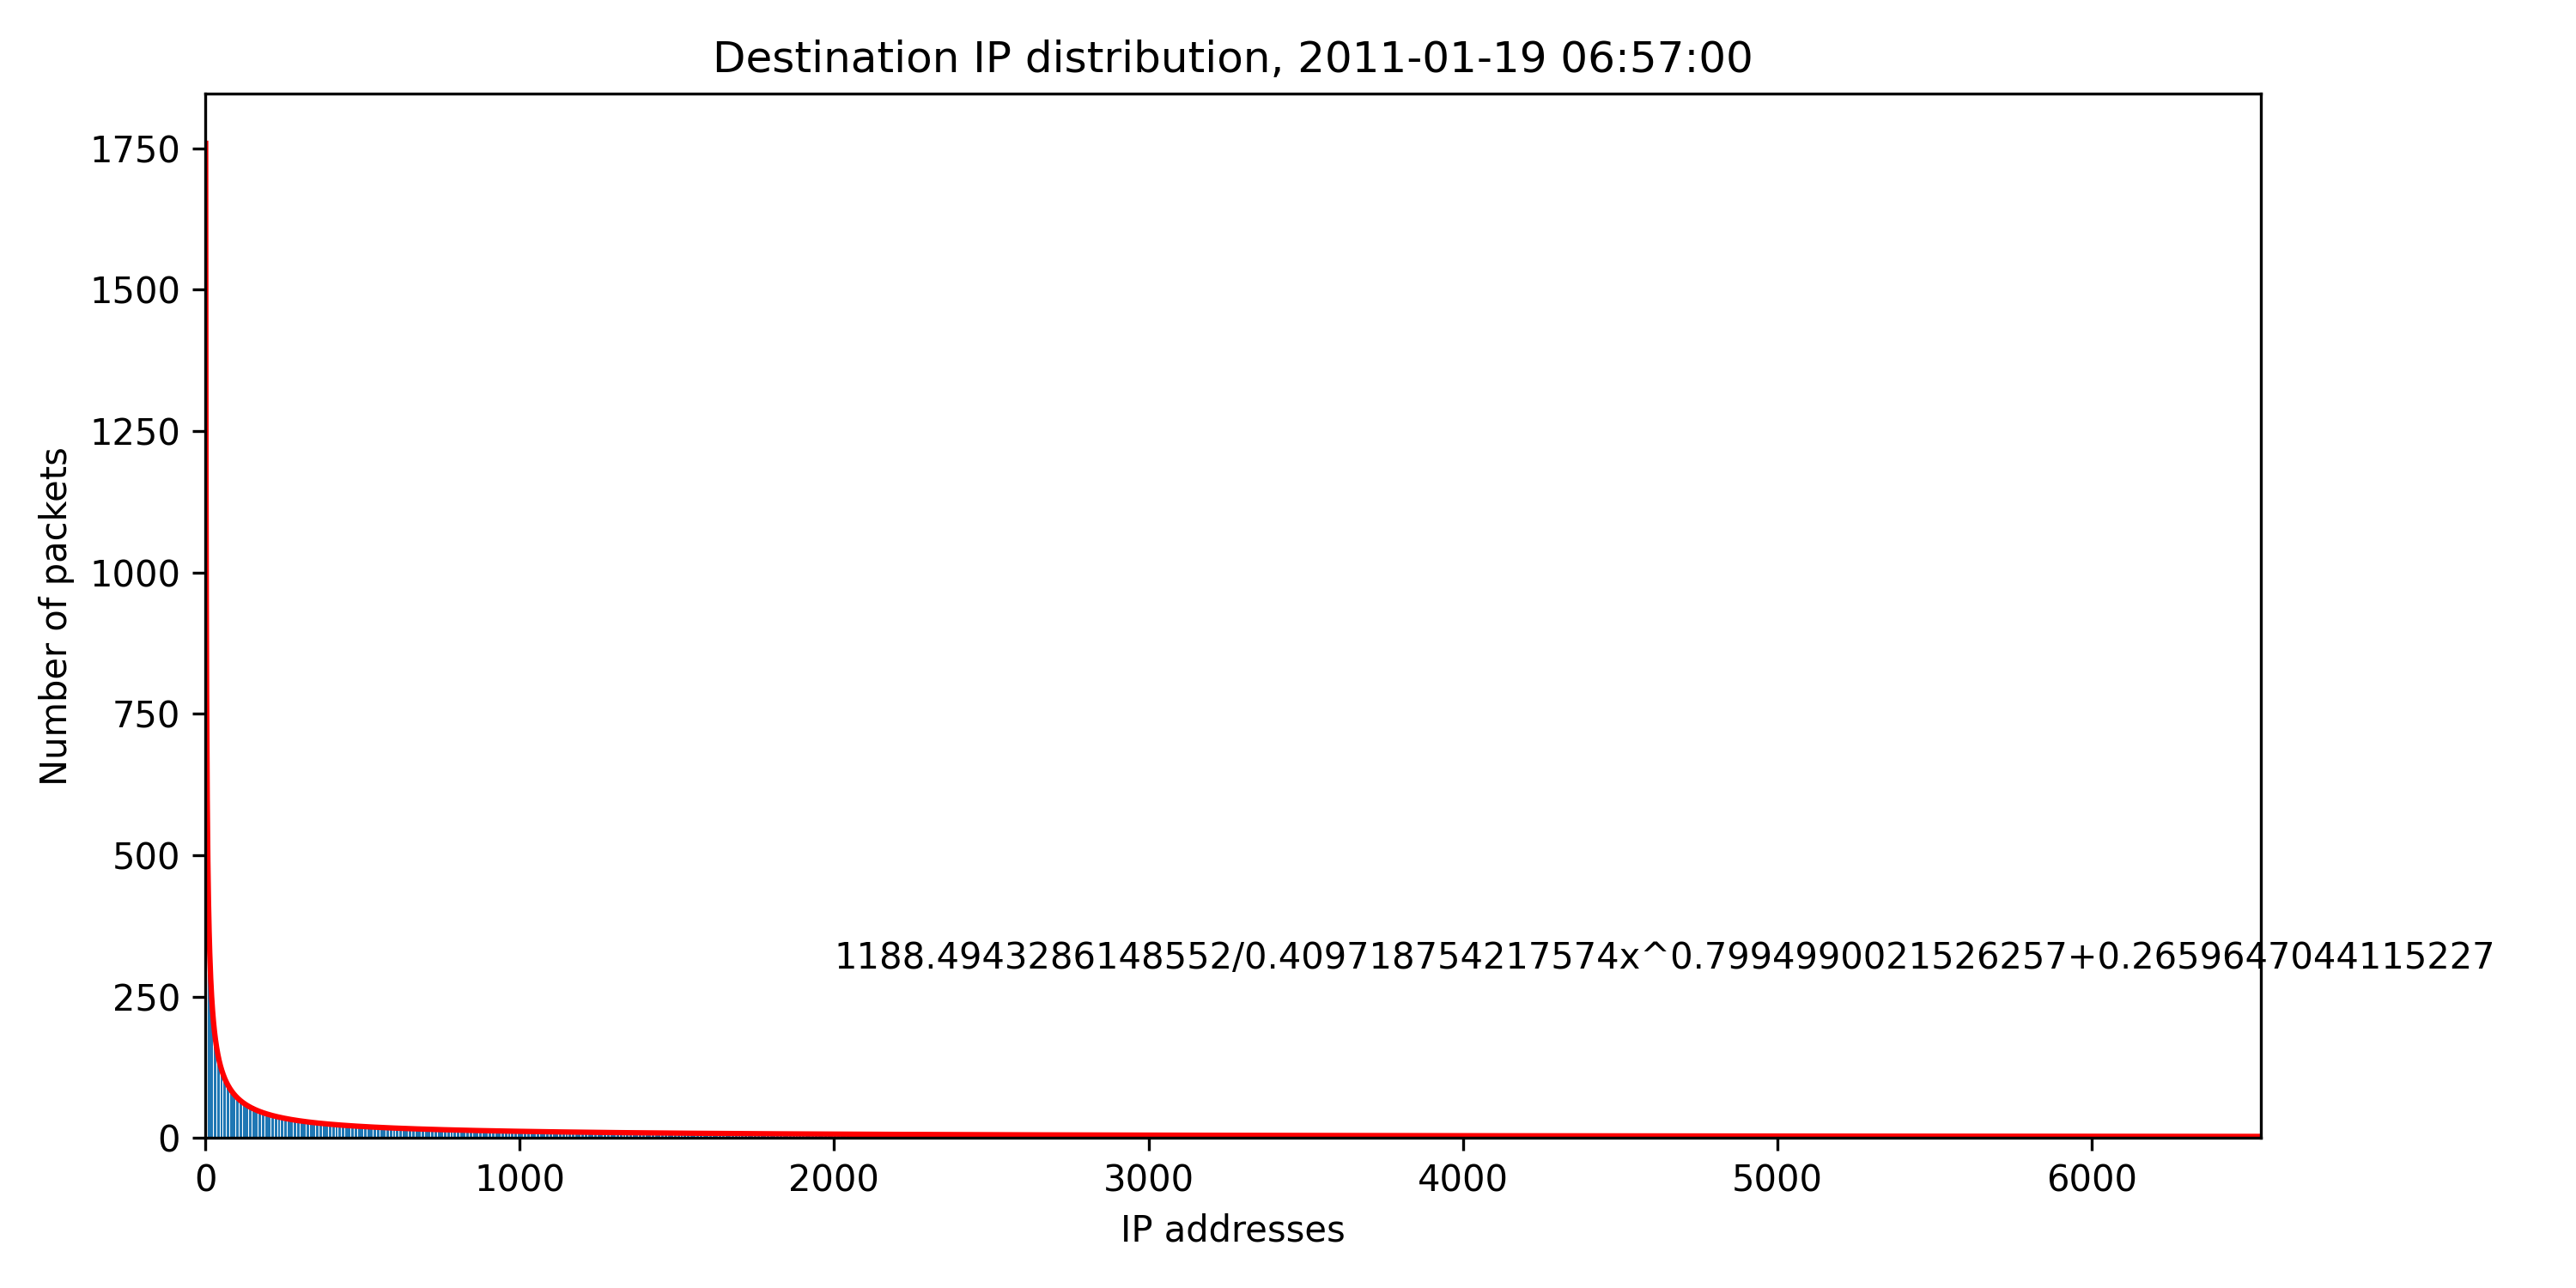 Destination IP distribution, 2011-01-19 06:57:00
1750
1500
1250
1000
750
500
250
0
Number of packets
1188.4943286148552/0.409718754217574x^0.7994990021526257+0.2659647044115227
0 1000 2000 3000 4000 5000 6000
IP addresses